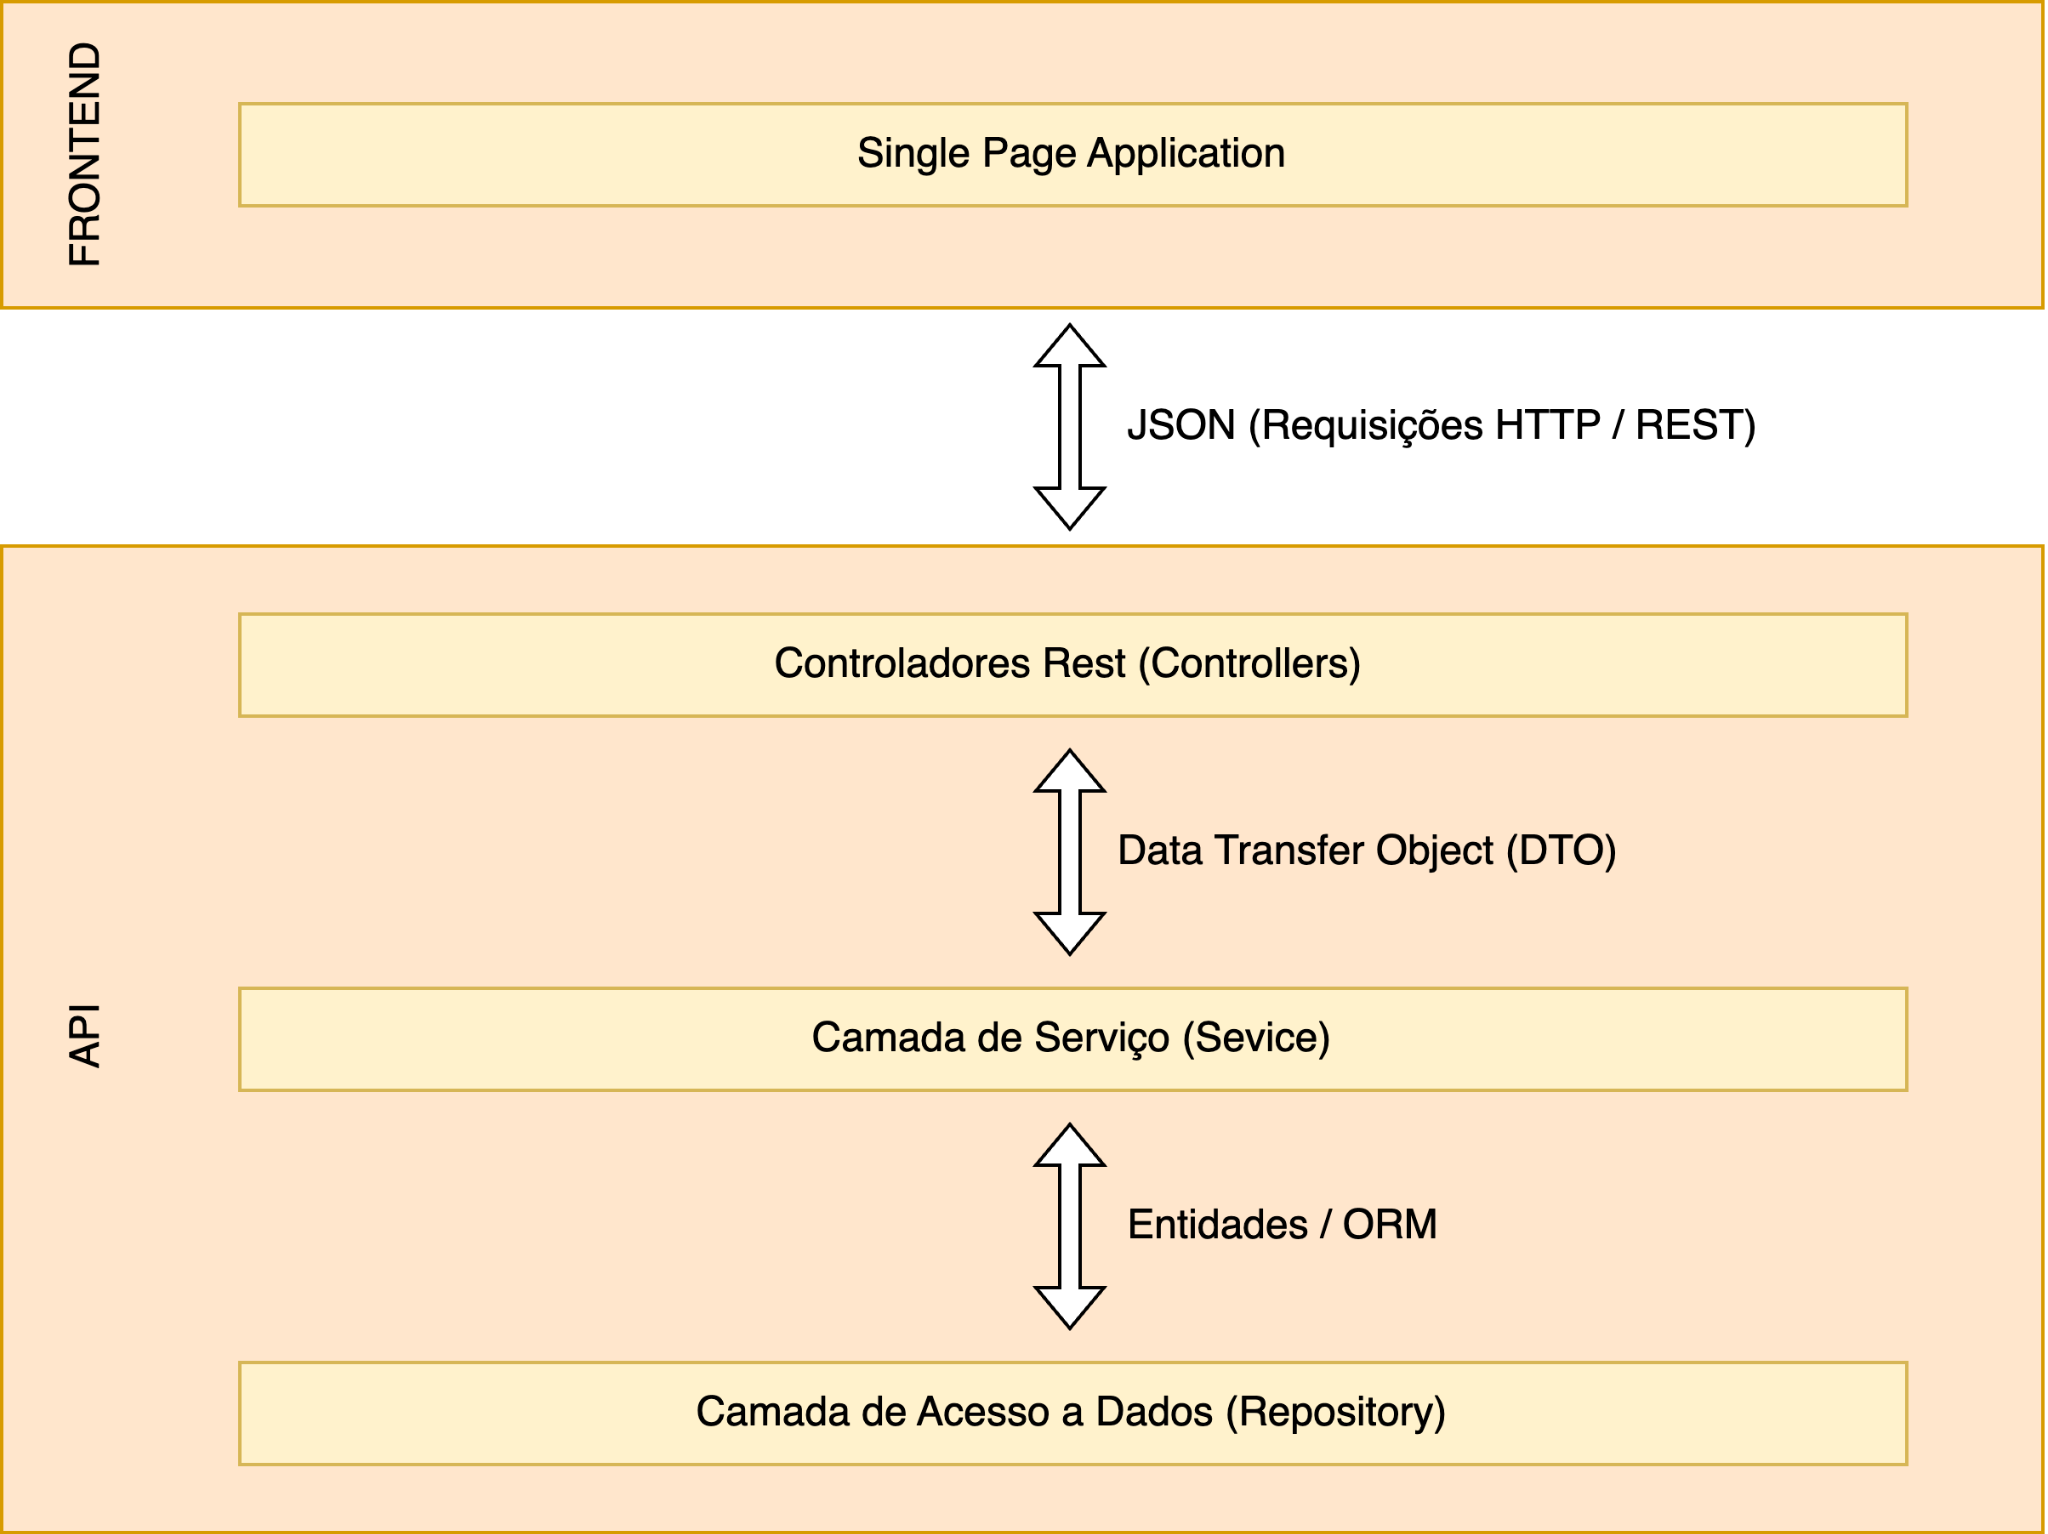 FRONTEND
Single Page Application
JSON (Requisições HTTP / REST)
API
Controladores Rest (Controllers)
Data Transfer Object (DTO)
Camada de Serviço (Sevice)
Entidades / ORM
Camada de Acesso a Dados (Repository)